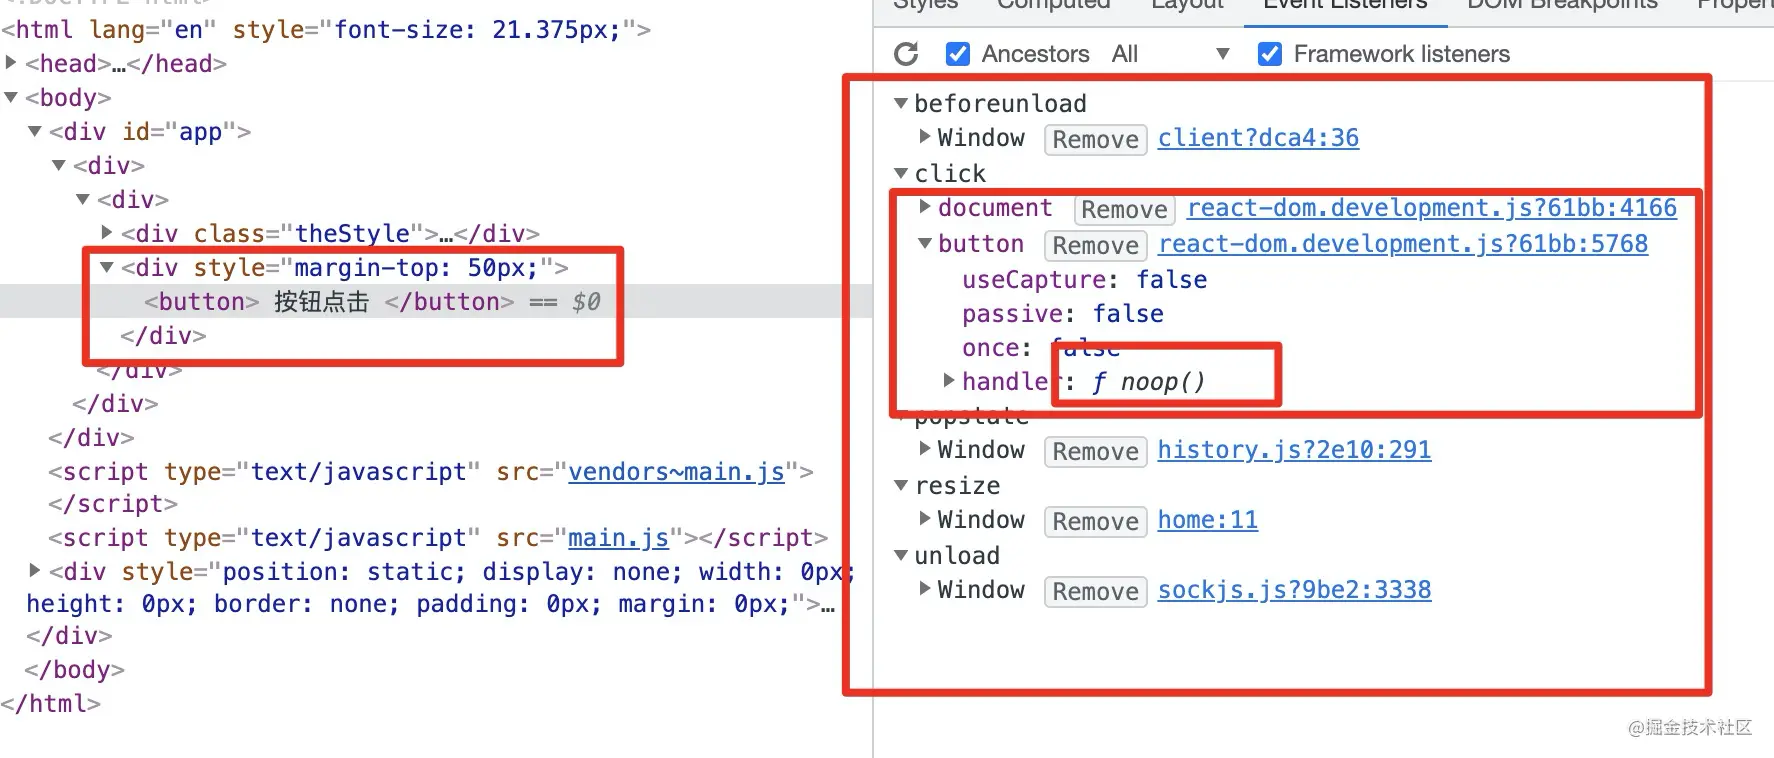 <!DOCTYPE html>
<html lang="en" style="font-size: 21.375px;">
<head>…</head>
<body>
<div id="app">
<div>
<div>
<div class="theStyle">…</div>
<div style="margin-top: 50px;">
<button> 按钮点击 </button> == $0
</div>
</div>
</div>
</div>
<script type="text/javascript" src="vendors~main.js">
</script>
<script type="text/javascript" src="main.js"></script>
<div style="position: static; display: none; width: 0px;
height: 0px; border: none; padding: 0px; margin: 0px;">…
</div>
</body>
</html>
Styles Computed Layout Event Listeners DOM Breakpoints Propert
Ancestors All Framework listeners
beforeunload
Window Remove client?dca4:36
click
document Remove react-dom.development.js?61bb:4166
button Remove react-dom.development.js?61bb:5768
useCapture: false
passive: false
once: false
handler: ƒ noop()
popstate
Window Remove history.js?2e10:291
resize
Window Remove home:11
unload
Window Remove sockjs.js?9be2:3338
@掘金技术社区